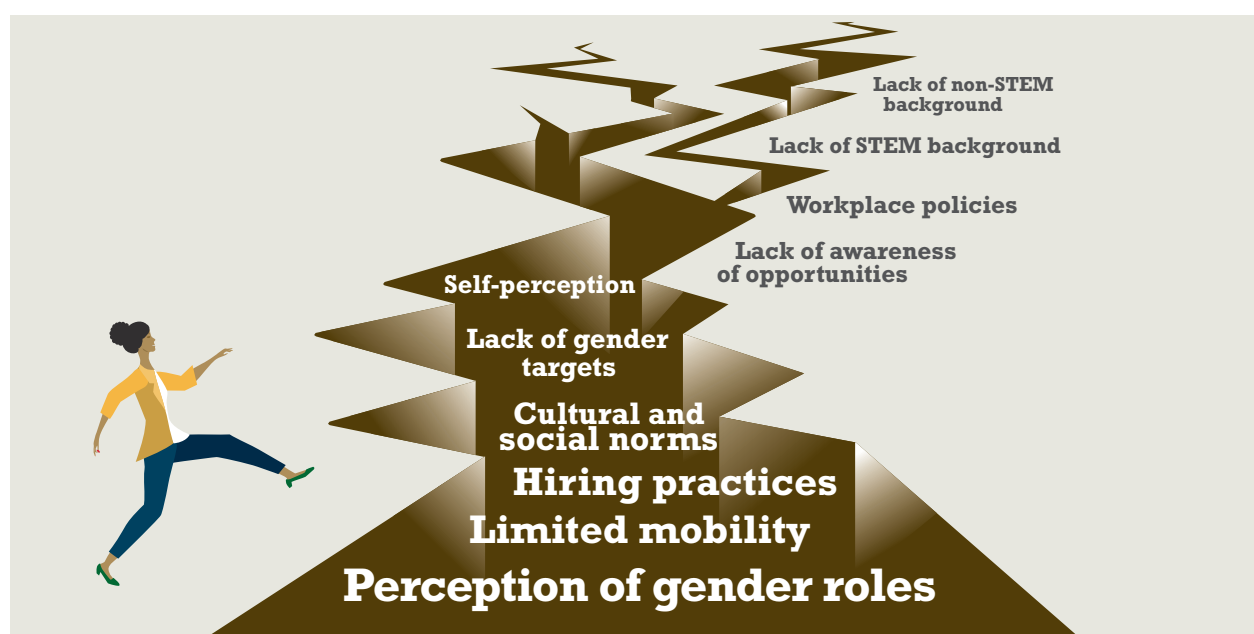 Lack of non-STEM
background
Lack of STEM background
Workplace policies
Lack of awareness
of opportunities
Self-perception
Lack of gender
targets
Cultural and
social norms
Hiring practices
Limited mobility
Perception of gender roles